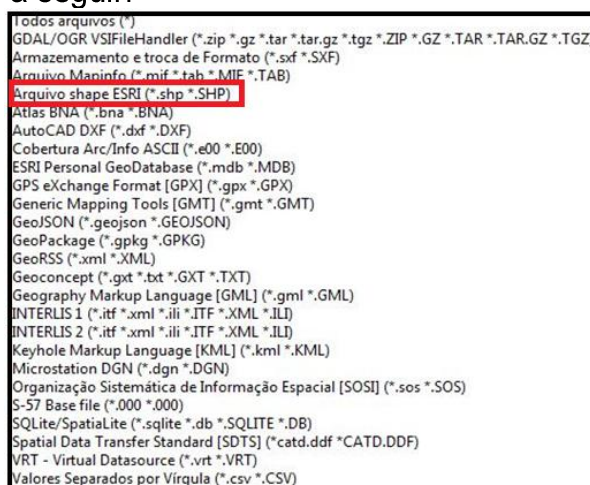 a seguir:
Todos arquivos (*)
GDAL/OGR VSIFileHandler (*.zip *.gz *.tar *.tar.gz *.tgz *.ZIP *.GZ *.TAR *.TAR.GZ *.TGZ)
Armazemamento e troca de Formato (*.sxf *.SXF)
Arquivo Mapinfo (*.mif *.tab *.MIF *.TAB)
Arquivo shape ESRI (*.shp *.SHP)
Atlas BNA (*.bna *.BNA)
AutoCAD DXF (*.dxf *.DXF)
Cobertura Arc/Info ASCII (*.e00 *.E00)
ESRI Personal GeoDatabase (*.mdb *.MDB)
GPS eXchange Format [GPX] (*.gpx *.GPX)
Generic Mapping Tools [GMT] (*.gmt *.GMT)
GeoJSON (*.geojson *.GEOJSON)
GeoPackage (*.gpkg *.GPKG)
GeoRSS (*.xml *.XML)
Geoconcept (*.gxt *.txt *.GXT *.TXT)
Geography Markup Language [GML] (*.gml *.GML)
INTERLIS 1 (*.itf *.xml *.ili *.ITF *.XML *.ILI)
INTERLIS 2 (*.itf *.xml *.ili *.ITF *.XML *.ILI)
Keyhole Markup Language [KML] (*.kml *.KML)
Microstation DGN (*.dgn *.DGN)
Organização Sistemática de Informação Espacial [SOSI] (*.sos *.SOS)
S-57 Base file (*.000 *.000)
SQLite/SpatiaLite (*.sqlite *.db *.SQLITE *.DB)
Spatial Data Transfer Standard [SDTS] (*catd.ddf *CATD.DDF)
VRT - Virtual Datasource (*.vrt *.VRT)
Valores Separados por Vírgula (*.csv *.CSV)